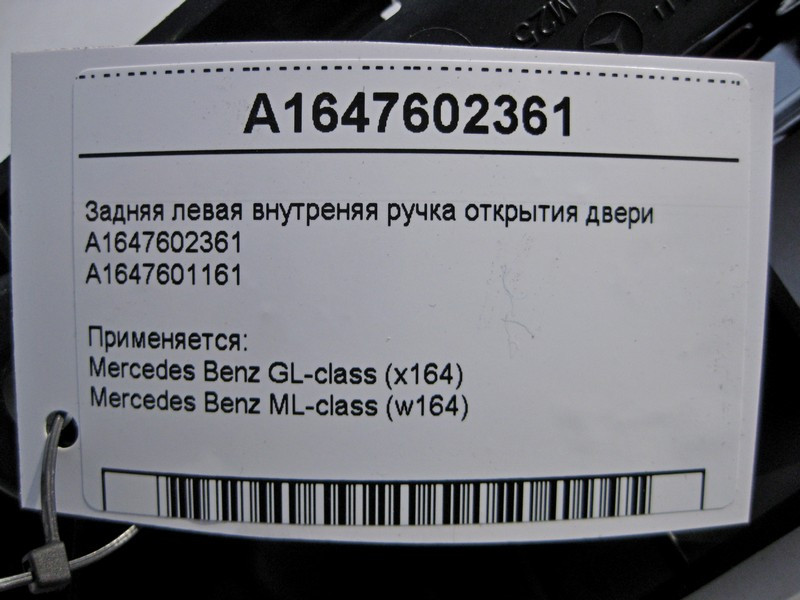 M25
A1647602361
Задняя левая внутреняя ручка открытия двери
A1647602361
A1647601161
Применяется:
Mercedes Benz GL-class (x164)
Mercedes Benz ML-class (w164)